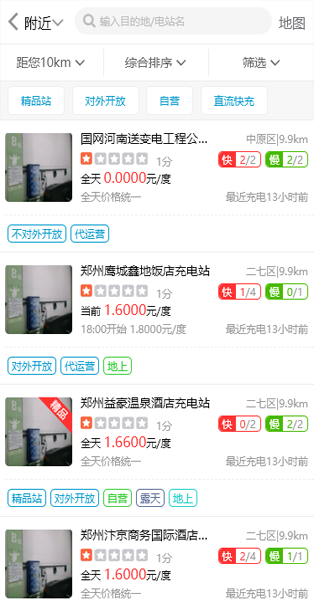 附近 输入目的地/电站名 地图
距您10km 综合排序 筛选
精品站 对外开放 自营 直流快充
国网河南送变电工程公... 中原区|9.9km
1分 快 2/2 慢 2/2
全天 0.0000元/度
全天价格统一 最近充电13小时前
不对外开放 代运营
郑州鹰城鑫地饭店充电站 二七区|9.9km
1分 快 1/4 慢 0/1
当前 1.6000元/度
18:00开始 1.8000元/度 最近充电13小时前
对外开放 代运营 地上
精品
郑州益豪温泉酒店充电站 二七区|9.9km
1分 快 0/2 慢 2/2
全天 1.6600元/度
全天价格统一 最近充电13小时前
精品站 对外开放 自营 露天 地上
郑州汴京商务国际酒店... 二七区|9.9km
1分 快 2/4 慢 1/1
全天 1.6000元/度
全天价格统一 最近充电13小时前